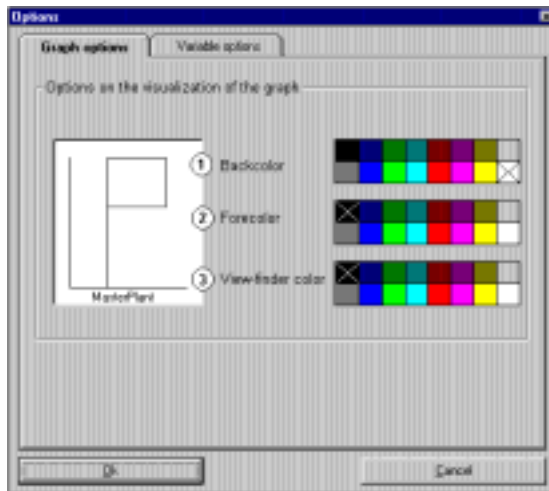 Options
Graph options
Variable options
Options on the visualization of the graph
1 Backcolor
2 Forecolor
3 View-finder color
MasterPlant
Ok
Cancel